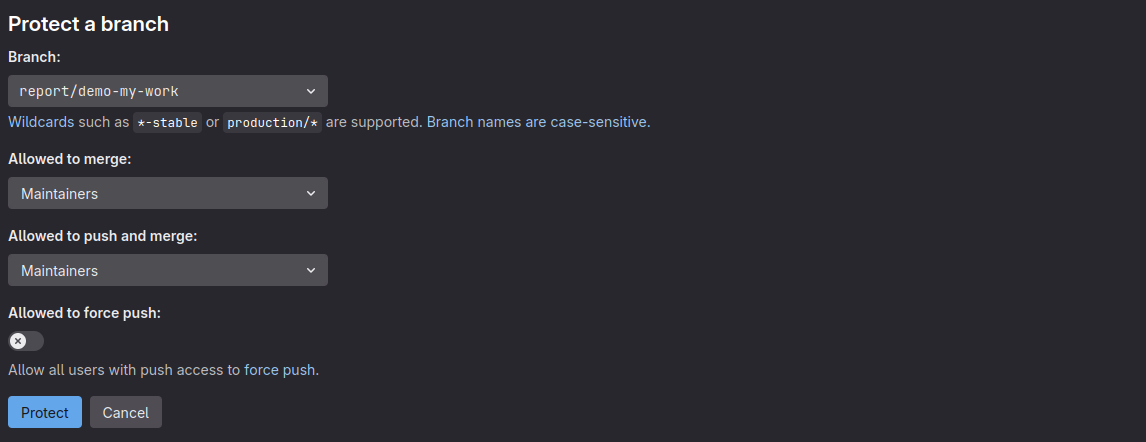 Protect a branch
Branch:
report/demo-my-work
Wildcards such as *-stable or production/* are supported. Branch names are case-sensitive.
Allowed to merge:
Maintainers
Allowed to push and merge:
Maintainers
Allowed to force push:
Allow all users with push access to force push.
Protect Cancel